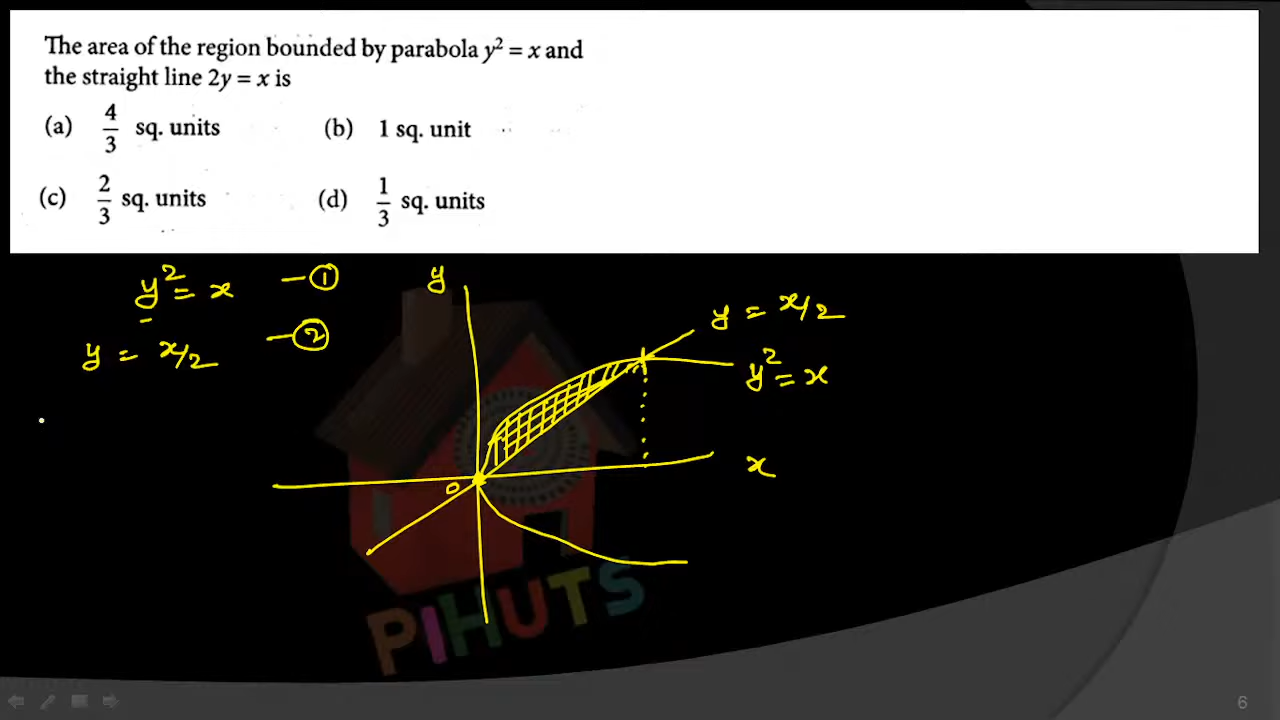 The area of the region bounded by parabola y² = x and
the straight line 2y = x is
(a) 4/3 sq. units (b) 1 sq. unit
(c) 2/3 sq. units (d) 1/3 sq. units
y² = x —①
y = x/2 —②
y
y = x/2
y² = x
x
O
PIHUTS
6